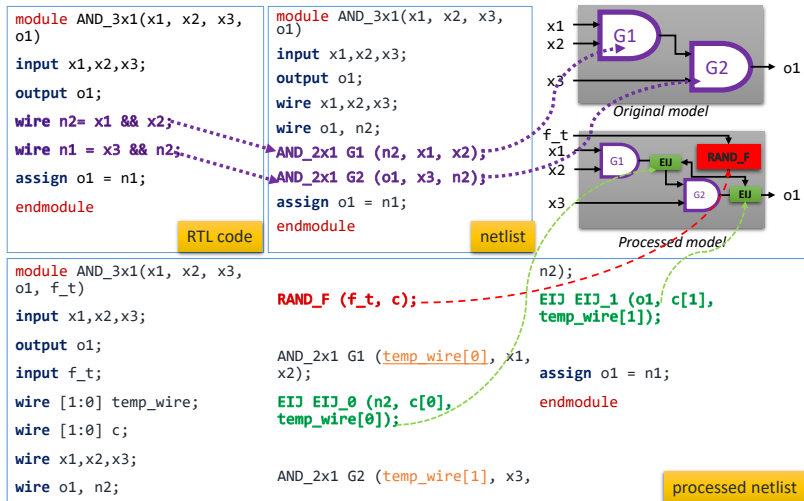 module AND_3x1(x1, x2, x3,
o1)
input x1,x2,x3;
output o1;
wire n2= x1 && x2;
wire n1 = x3 && n2;
assign o1 = n1;
endmodule
RTL code
module AND_3x1(x1, x2, x3,
o1)
input x1,x2,x3;
output o1;
wire x1,x2,x3;
wire o1, n2;
AND_2x1 G1 (n2, x1, x2);
AND_2x1 G2 (o1, x3, n2);
assign o1 = n1;
endmodule
netlist
x1
x2
x3
G1
G2
o1
Original model
f_t
x1
x2
x3
G1
EIJ
RAND_F
G2
EIJ
o1
Processed model
module AND_3x1(x1, x2, x3,
o1, f_t)
input x1,x2,x3;
output o1;
input f_t;
wire [1:0] temp_wire;
wire [1:0] c;
wire x1,x2,x3;
wire o1, n2;
RAND_F (f_t, c);
AND_2x1 G1 (temp_wire[0], x1,
x2);
EIJ EIJ_0 (n2, c[0],
temp_wire[0]);
AND_2x1 G2 (temp_wire[1], x3,
n2);
EIJ EIJ_1 (o1, c[1],
temp_wire[1]);
assign o1 = n1;
endmodule
processed netlist